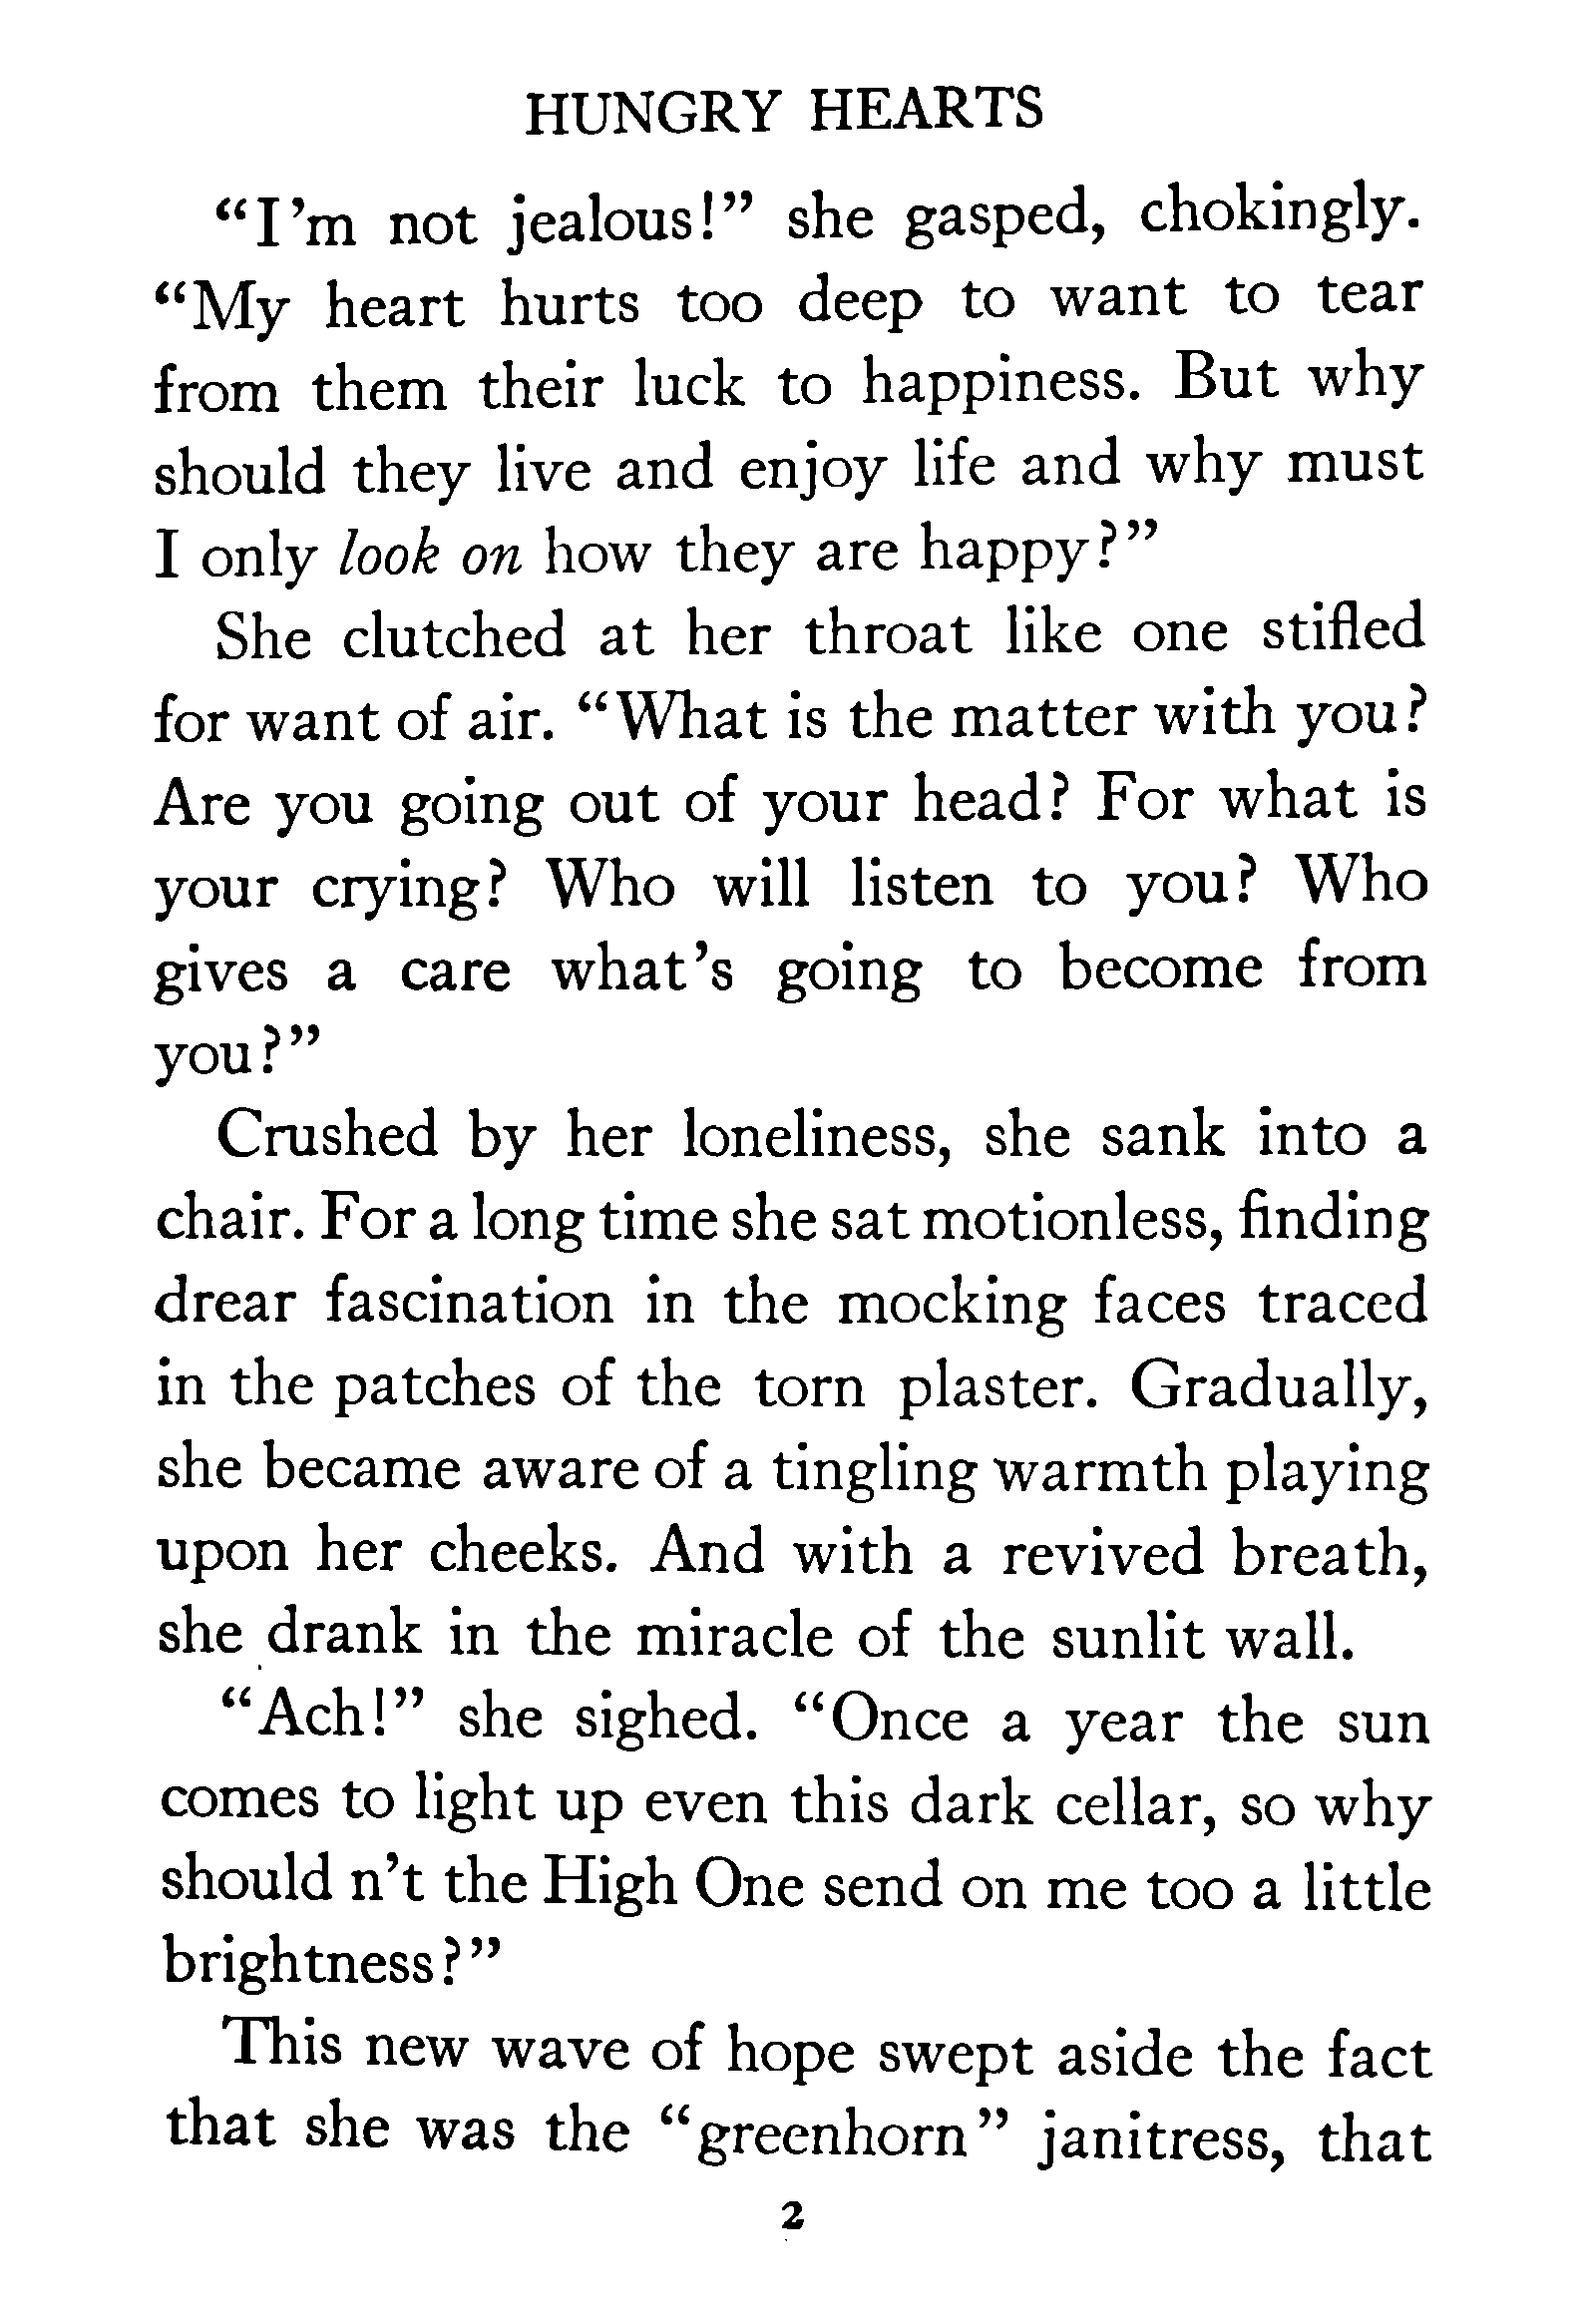 HUNGRY HEARTS
“I’m not jealous!” she gasped, chokingly.
“My heart hurts too deep to want to tear
from them their luck to happiness. But why
should they live and enjoy life and why must
I only look on how they are happy?”
She clutched at her throat like one stifled
for want of air. “What is the matter with you?
Are you going out of your head? For what is
your crying? Who will listen to you? Who
gives a care what’s going to become from
you?”
Crushed by her loneliness, she sank into a
chair. For a long time she sat motionless, finding
drear fascination in the mocking faces traced
in the patches of the torn plaster. Gradually,
she became aware of a tingling warmth playing
upon her cheeks. And with a revived breath,
she drank in the miracle of the sunlit wall.
“Ach!” she sighed. “Once a year the sun
comes to light up even this dark cellar, so why
should n’t the High One send on me too a little
brightness?”
This new wave of hope swept aside the fact
that she was the “greenhorn” janitress, that
2